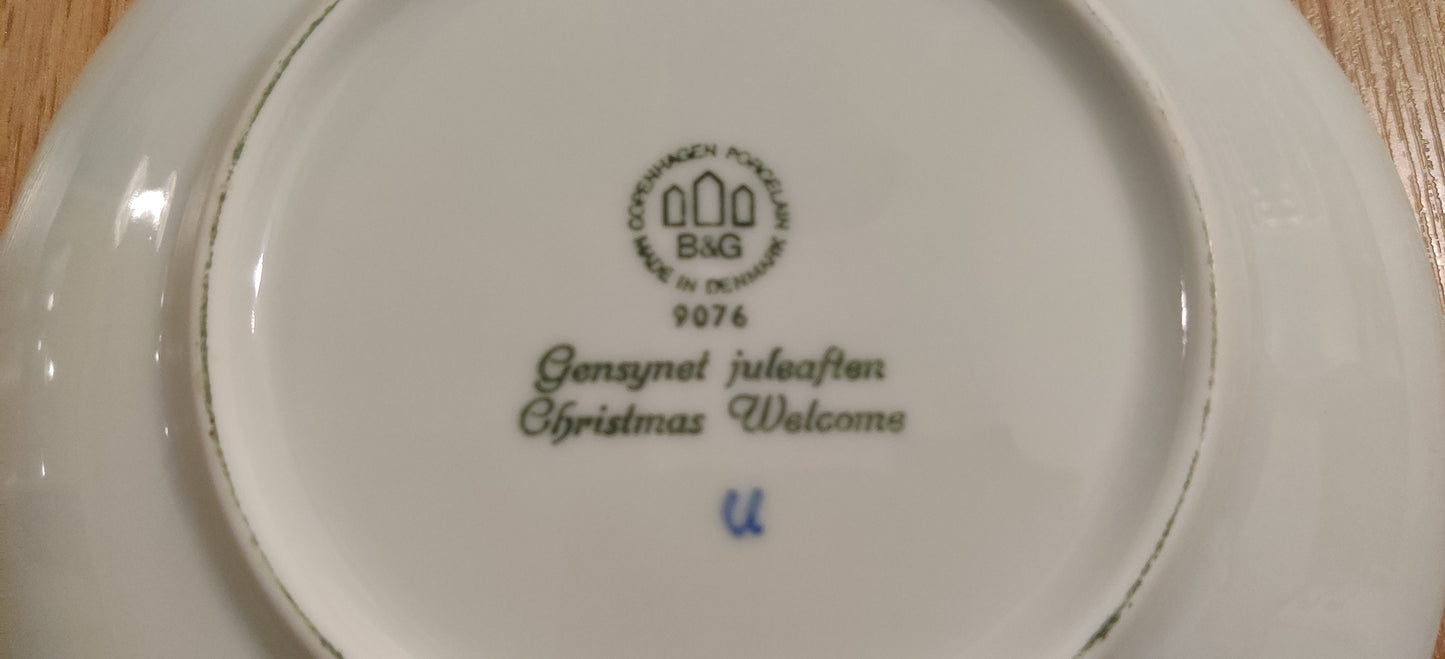 COPENHAGEN PORCELAIN
MADE IN DENMARK
B&G
9076
Gensynet juleaften
Christmas Welcome
U